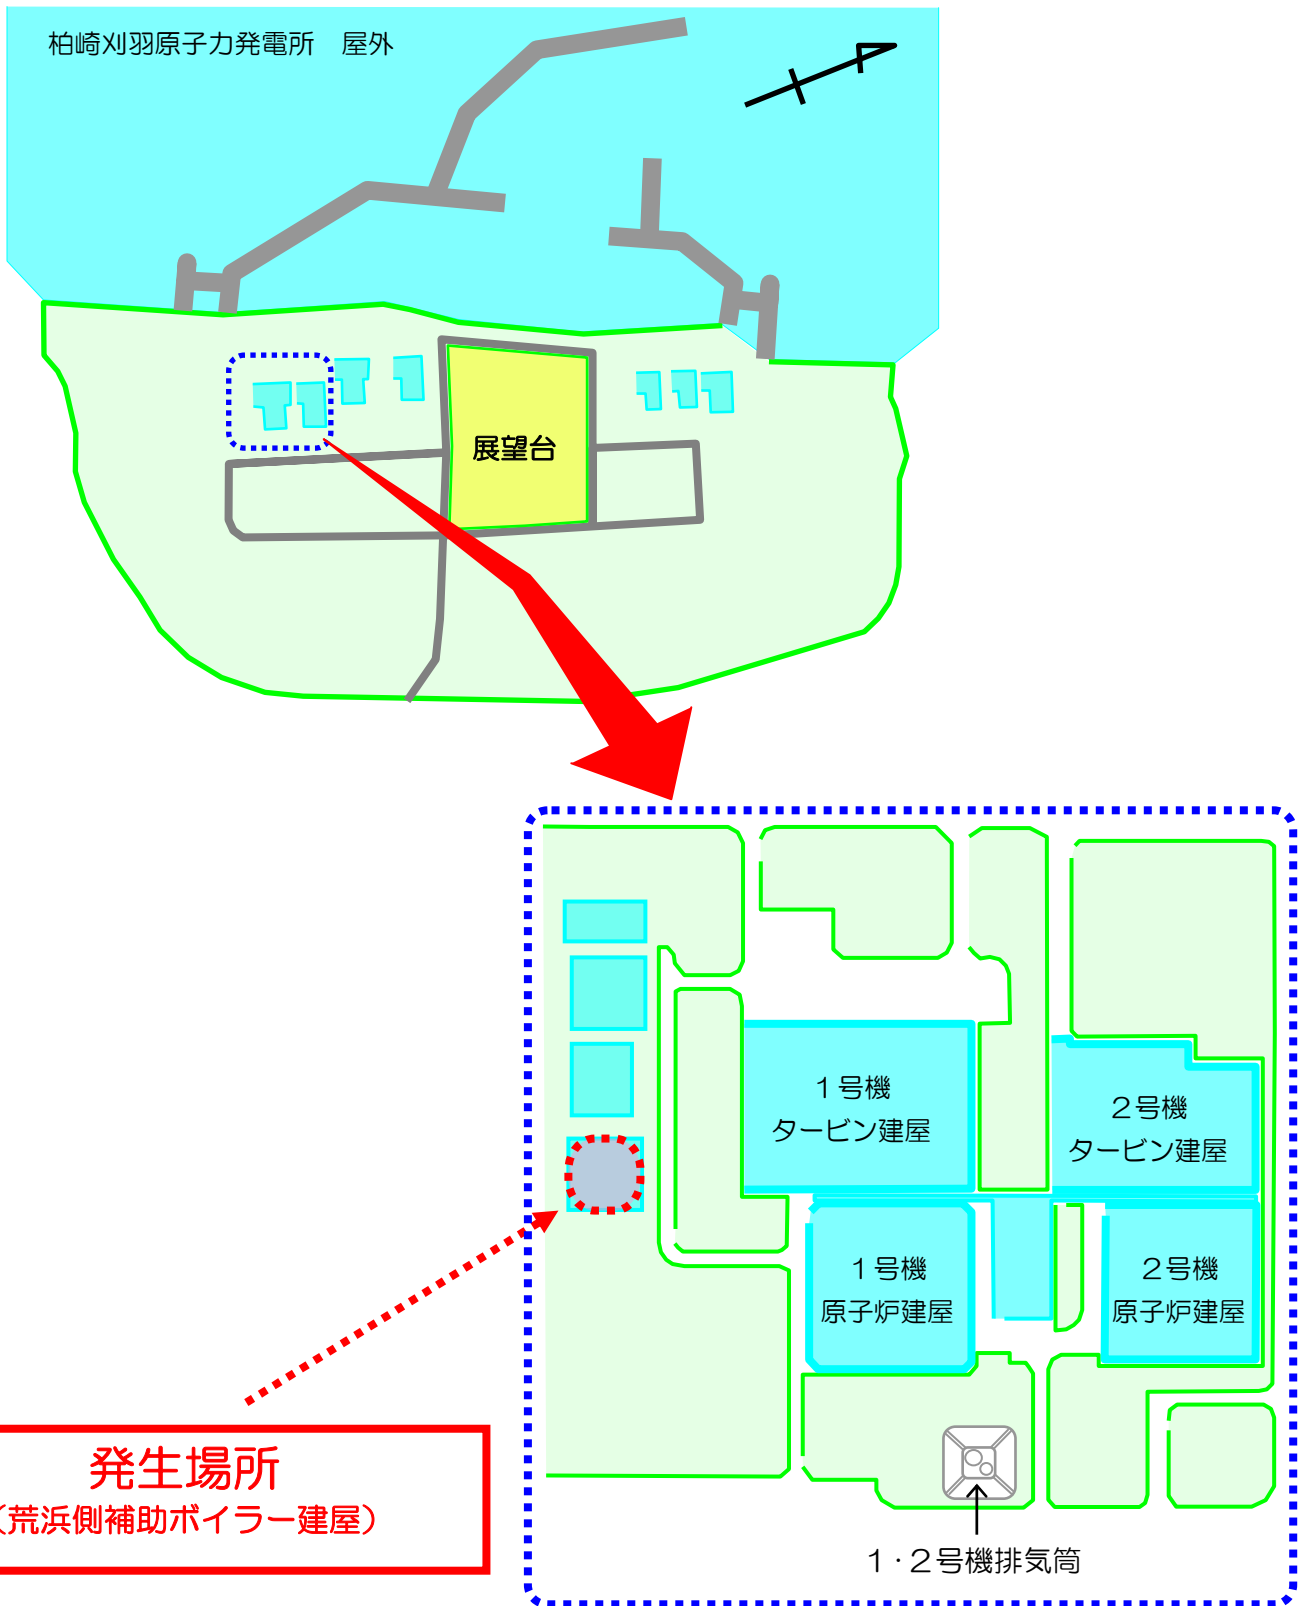 柏崎刈羽原子力発電所　屋外
展望台
１号機
タービン建屋
２号機
タービン建屋
１号機
原子炉建屋
２号機
原子炉建屋
発生場所
（荒浜側補助ボイラー建屋）
１・２号機排気筒